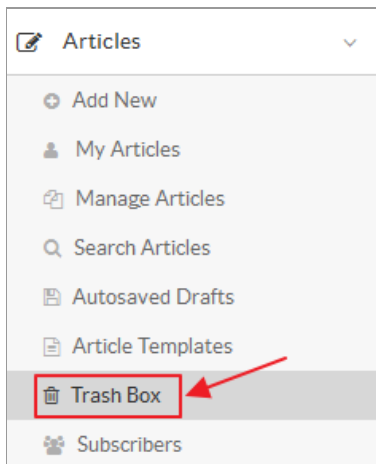 Articles
Add New
My Articles
Manage Articles
Search Articles
Autosaved Drafts
Article Templates
Trash Box
Subscribers